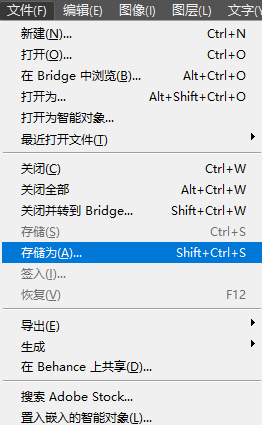 文件(F) 编辑(E) 图像(I) 图层(L) 文字(Y
新建(N)... Ctrl+N
打开(O)... Ctrl+O
在 Bridge 中浏览(B)... Alt+Ctrl+O
打开为... Alt+Shift+Ctrl+O
打开为智能对象...
最近打开文件(T)
关闭(C) Ctrl+W
关闭全部 Alt+Ctrl+W
关闭并转到 Bridge... Shift+Ctrl+W
存储(S) Ctrl+S
存储为(A)... Shift+Ctrl+S
签入(I)...
恢复(V) F12
导出(E)
生成
在 Behance 上共享(D)...
搜索 Adobe Stock...
置入嵌入的智能对象(L)...